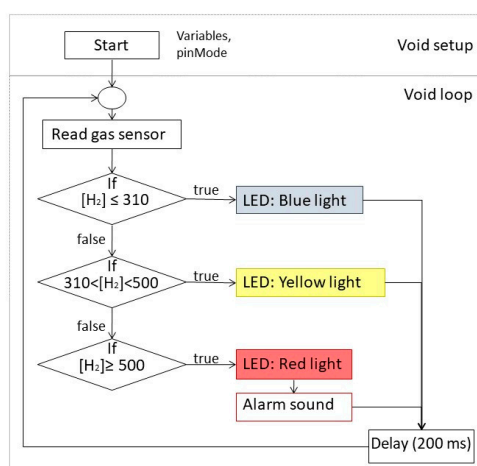 Start
Variables,
pinMode
Void setup
Void loop
Read gas sensor
If
[H₂] ≤ 310
true
LED: Blue light
false
If
310<[H₂]<500
true
LED: Yellow light
false
If
[H₂]≥ 500
true
LED: Red light
Alarm sound
Delay (200 ms)